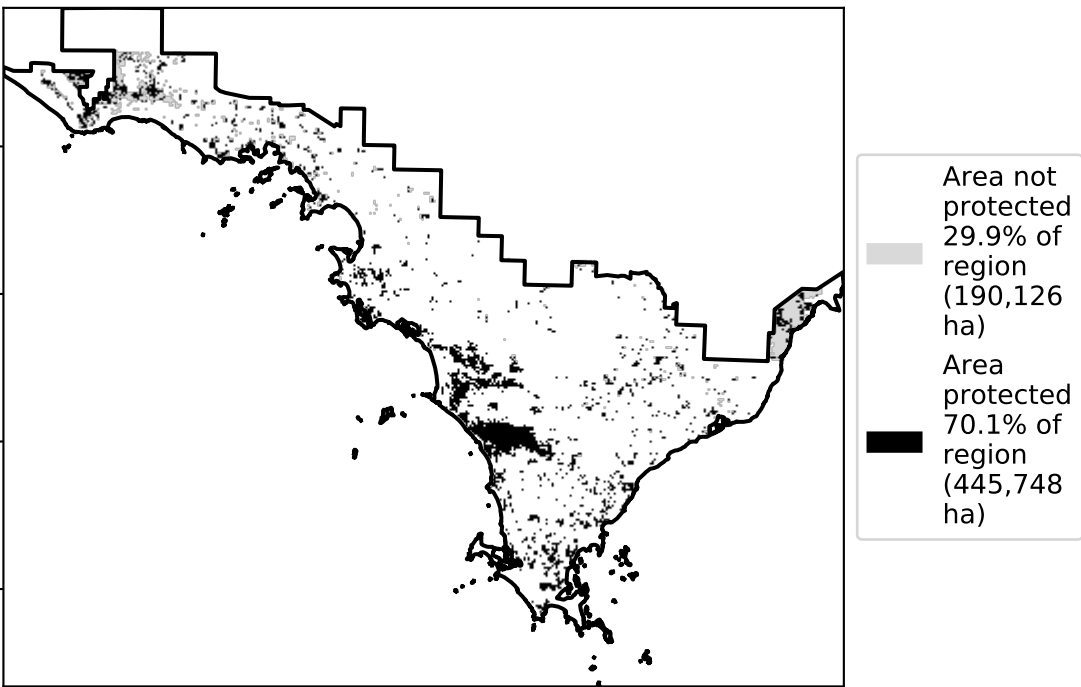 Area not
protected
29.9% of
region
(190,126
ha)
Area
protected
70.1% of
region
(445,748
ha)